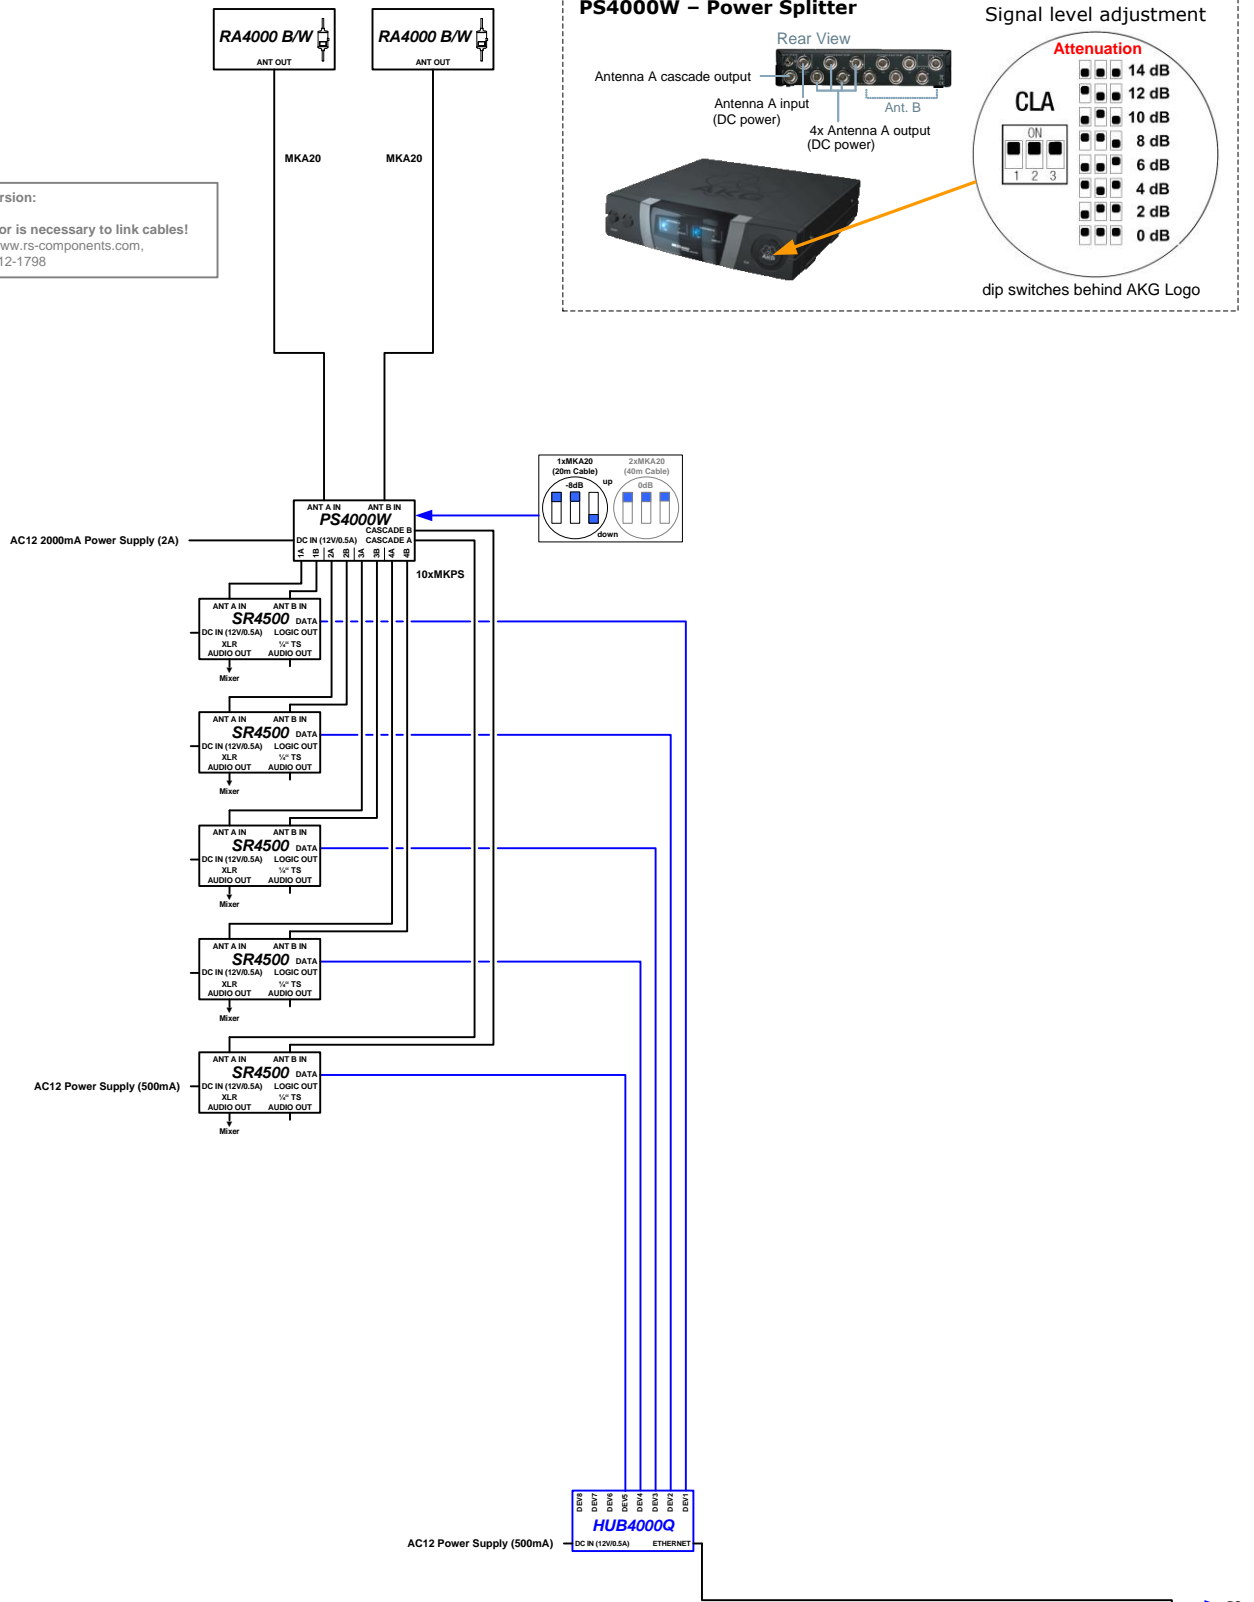 PS4000W – Power Splitter
Signal level adjustment
RA4000 B/W
ANT OUT
RA4000 B/W
ANT OUT
Rear View
Antenna A cascade output
Antenna A input
(DC power)
4x Antenna A output
(DC power)
Ant. B
AKG
Attenuation
14 dB
12 dB
10 dB
8 dB
6 dB
4 dB
2 dB
0 dB
CLA
ON
1 2 3
dip switches behind AKG Logo
MKA20
MKA20
rsion:
or is necessary to link cables!
ww.rs-components.com,
12-1798
1xMKA20
(20m Cable)
-8dB
2xMKA20
(40m Cable)
0dB
up
down
ANT A IN ANT B IN
PS4000W
CASCADE B
DC IN (12V/0.5A) CASCADE A
1A 1B 2A 2B 3A 3B 4A 4B
AC12 2000mA Power Supply (2A)
10xMKPS
ANT A IN ANT B IN
SR4500 DATA
DC IN (12V/0.5A) LOGIC OUT
XLR ¼“ TS
AUDIO OUT AUDIO OUT
Mixer
ANT A IN ANT B IN
SR4500 DATA
DC IN (12V/0.5A) LOGIC OUT
XLR ¼“ TS
AUDIO OUT AUDIO OUT
Mixer
ANT A IN ANT B IN
SR4500 DATA
DC IN (12V/0.5A) LOGIC OUT
XLR ¼“ TS
AUDIO OUT AUDIO OUT
Mixer
ANT A IN ANT B IN
SR4500 DATA
DC IN (12V/0.5A) LOGIC OUT
XLR ¼“ TS
AUDIO OUT AUDIO OUT
Mixer
ANT A IN ANT B IN
SR4500 DATA
AC12 Power Supply (500mA)
DC IN (12V/0.5A) LOGIC OUT
XLR ¼“ TS
AUDIO OUT AUDIO OUT
Mixer
DEV8 DEV7 DEV6 DEV5 DEV4 DEV3 DEV2 DEV1
HUB4000Q
AC12 Power Supply (500mA)
DC IN (12V/0.5A) ETHERNET